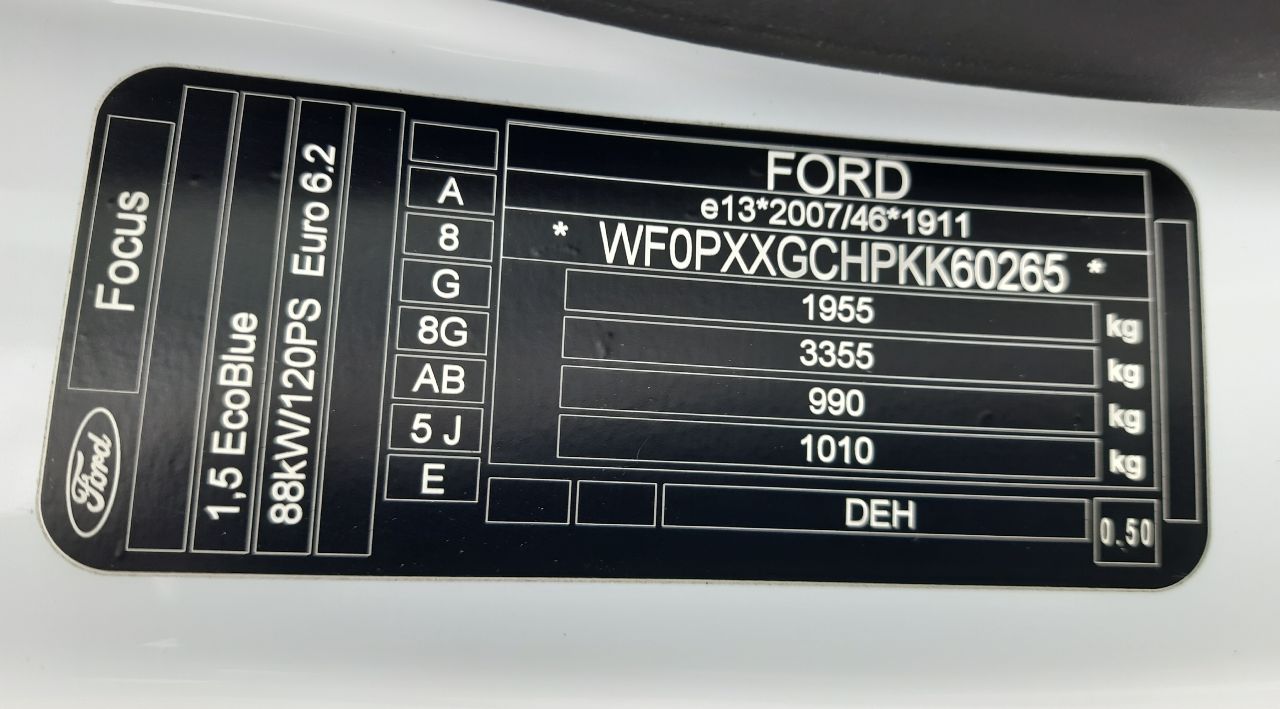 Focus
Ford
1,5 EcoBlue
88kW/120PS Euro 6.2
A
8
G
8G
AB
5 J
E
FORD
e13*2007/46*1911
* WF0PXXGCHPKK60265 *
1955 kg
3355 kg
990 kg
1010 kg
DEH
0.50